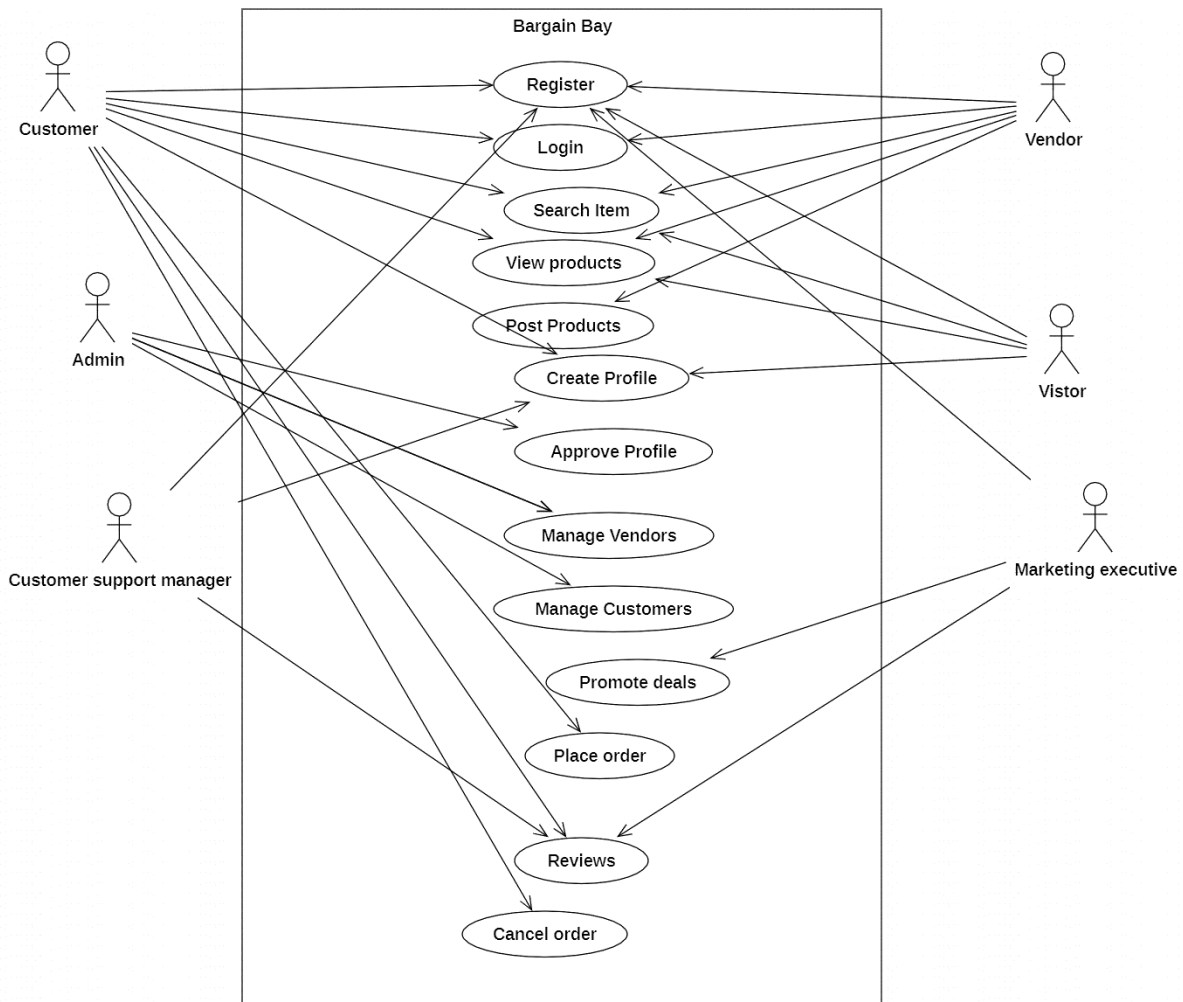 Bargain Bay
Register
Customer
Login
Vendor
Search Item
View products
Post Products
Admin
Create Profile
Vistor
Approve Profile
Manage Vendors
Marketing executive
Customer support manager
Manage Customers
Promote deals
Place order
Reviews
Cancel order